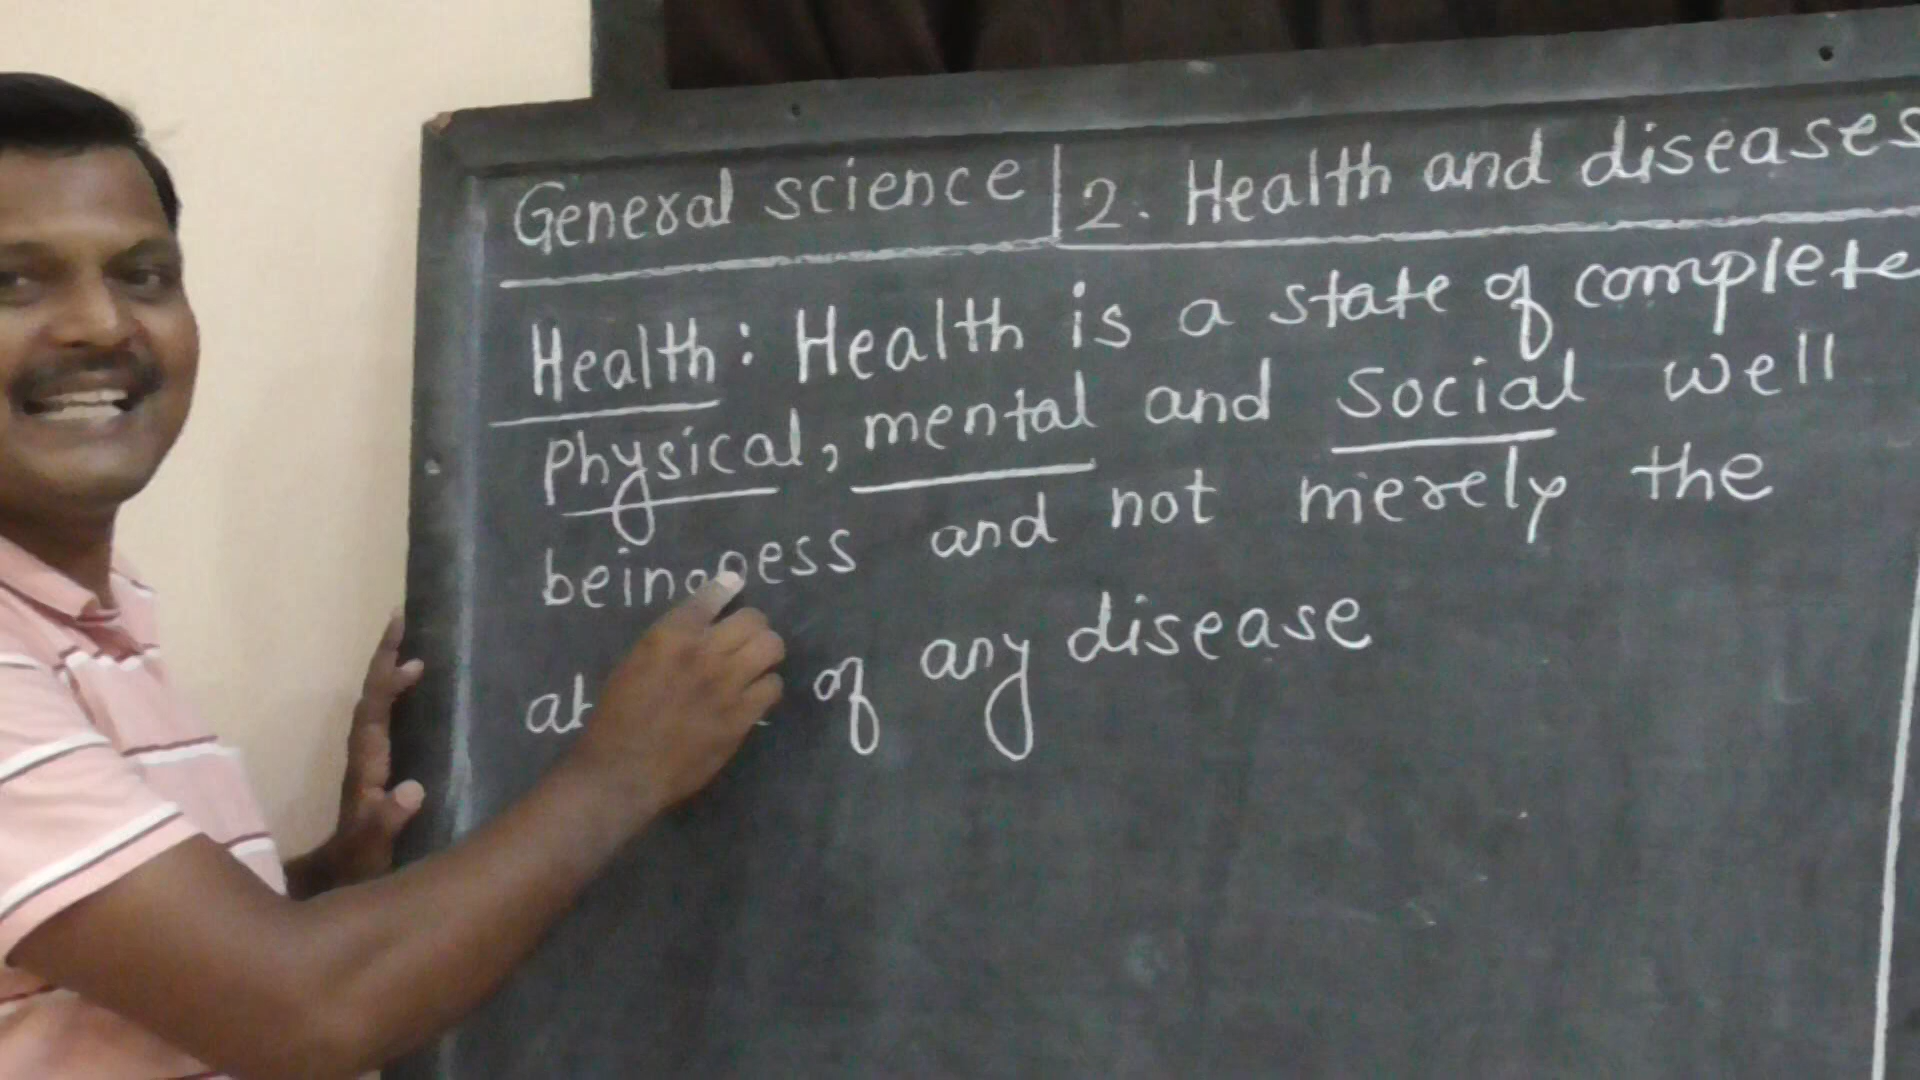 General science | 2. Health and diseases
Health: Health is a state of complete
physical, mental and social well
beingness and not merely the
of any disease